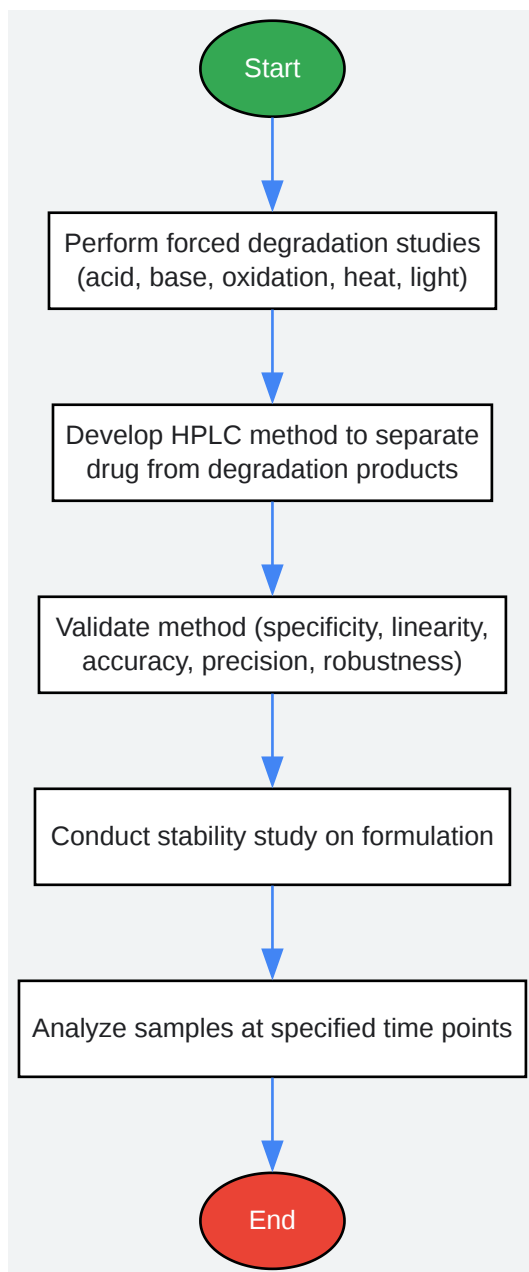 Start
Perform forced degradation studies
(acid, base, oxidation, heat, light)
Develop HPLC method to separate
drug from degradation products
Validate method (specificity, linearity,
accuracy, precision, robustness)
Conduct stability study on formulation
Analyze samples at specified time points
End